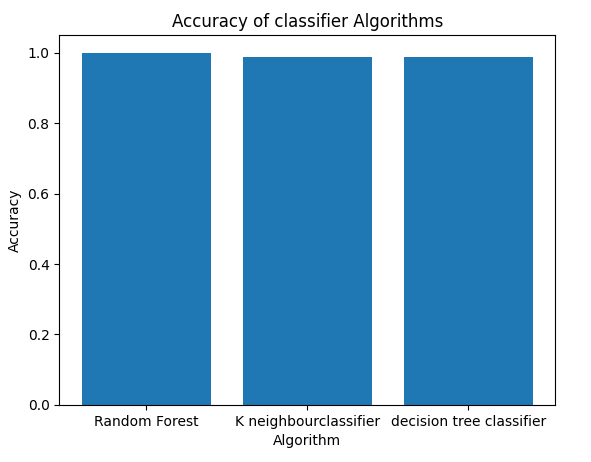 Accuracy of classifier Algorithms
1.0
0.8
0.6
0.4
0.2
0.0
Accuracy
Random Forest K neighbourclassifier decision tree classifier
Algorithm